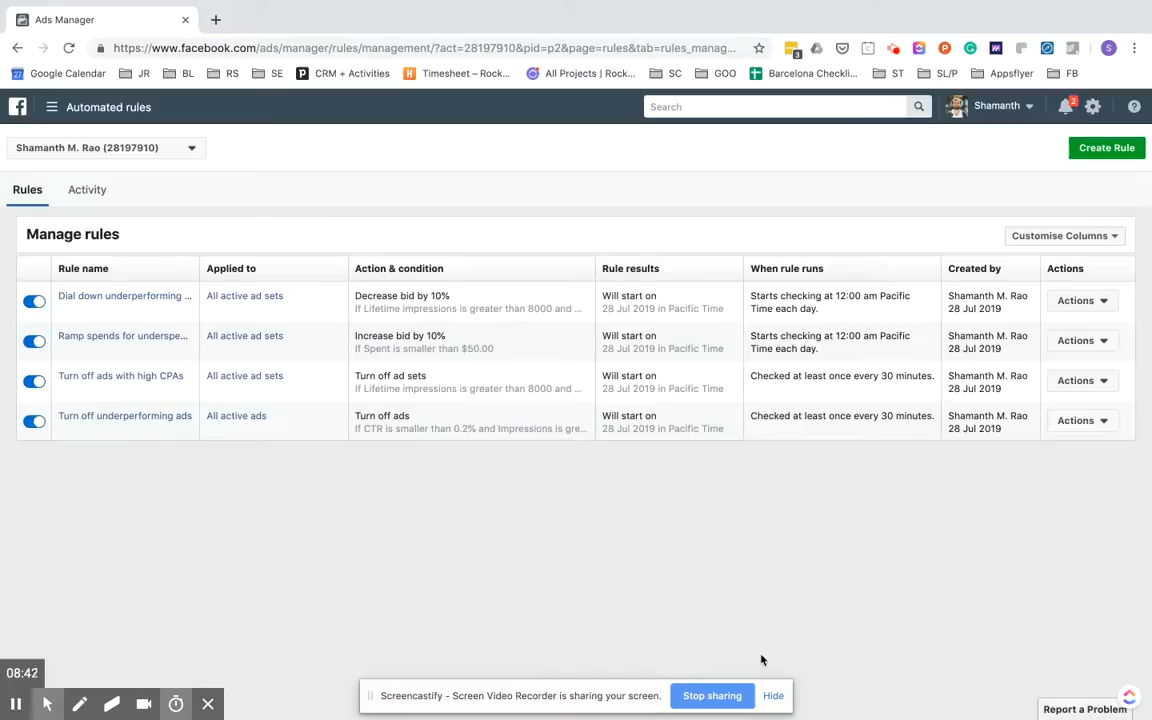 Ads Manager
https://www.facebook.com/ads/manager/rules/management/?act=28197910&pid=p2&page=rules&tab=rules_manag...
Google Calendar JR BL RS SE CRM + Activities Timesheet – Rock... All Projects | Rock... SC GOO Barcelona Checkli... ST SL/P Appsflyer FB
Automated rules Search Shamanth 2
Shamanth M. Rao (28197910) Create Rule
Rules Activity
Manage rules Customise Columns
Rule name Applied to Action & condition Rule results When rule runs Created by Actions
Dial down underperforming ... All active ad sets Decrease bid by 10% Will start on Starts checking at 12:00 am Pacific Shamanth M. Rao Actions
If Lifetime impressions is greater than 8000 and ... 28 Jul 2019 in Pacific Time Time each day. 28 Jul 2019
Ramp spends for underspe... All active ad sets Increase bid by 10% Will start on Starts checking at 12:00 am Pacific Shamanth M. Rao Actions
If Spent is smaller than $50.00 28 Jul 2019 in Pacific Time Time each day. 28 Jul 2019
Turn off ads with high CPAs All active ad sets Turn off ad sets Will start on Checked at least once every 30 minutes. Shamanth M. Rao Actions
If Lifetime impressions is greater than 8000 and ... 28 Jul 2019 in Pacific Time 28 Jul 2019
Turn off underperforming ads All active ads Turn off ads Will start on Checked at least once every 30 minutes. Shamanth M. Rao Actions
If CTR is smaller than 0.2% and Impressions is gre... 28 Jul 2019 in Pacific Time 28 Jul 2019
08:42
Screencastify - Screen Video Recorder is sharing your screen. Stop sharing Hide
Report a Problem